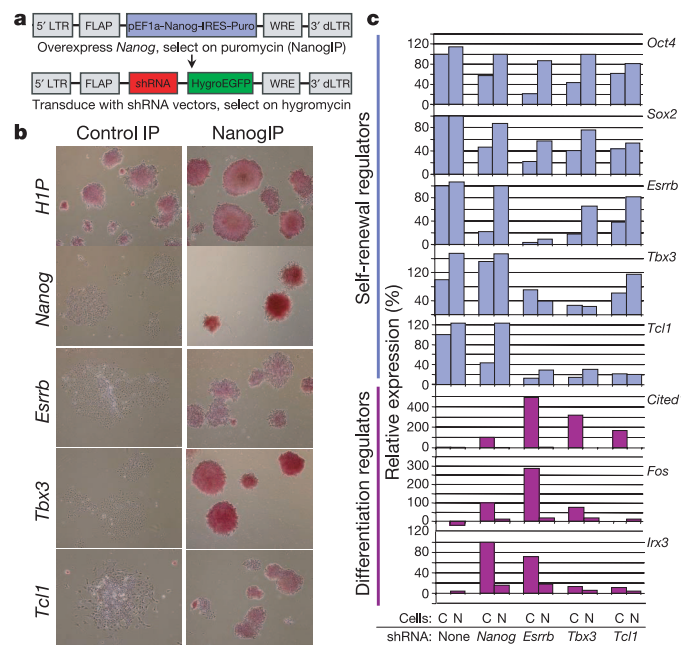 a
5′ LTR FLAP pEF1a-Nanog-IRES-Puro WRE 3′ dLTR
Overexpress Nanog, select on puromycin (NanogIP)
5′ LTR FLAP shRNA HygroEGFP WRE 3′ dLTR
Transduce with shRNA vectors, select on hygromycin
b
Control IP NanogIP
H1P
Nanog
Esrrb
Tbx3
Tcl1
c
Self-renewal regulators
Differentiation regulators
Relative expression (%)
Oct4
120
80
40
0
Sox2
120
80
40
0
Esrrb
80
40
0
Tbx3
120
80
40
0
Tcl1
120
80
40
0
Cited
400
200
0
Fos
300
200
100
0
Irx3
120
80
40
0
Cells: C N C N C N C N C N
shRNA: None Nanog Esrrb Tbx3 Tcl1